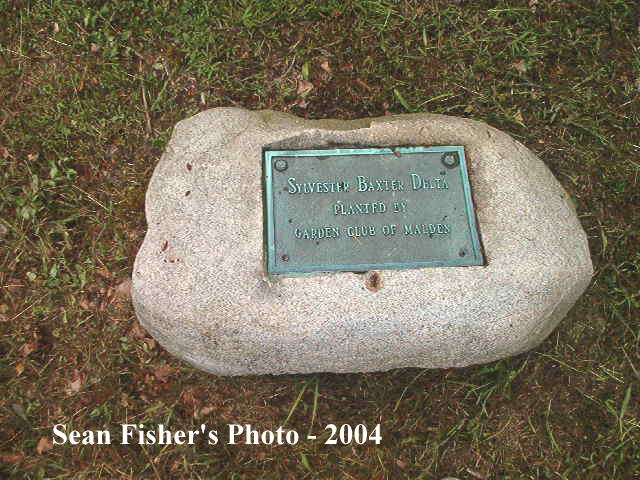 Sylvester Baxter Delta
planted by
Garden Club of Malden
Sean Fisher's Photo - 2004